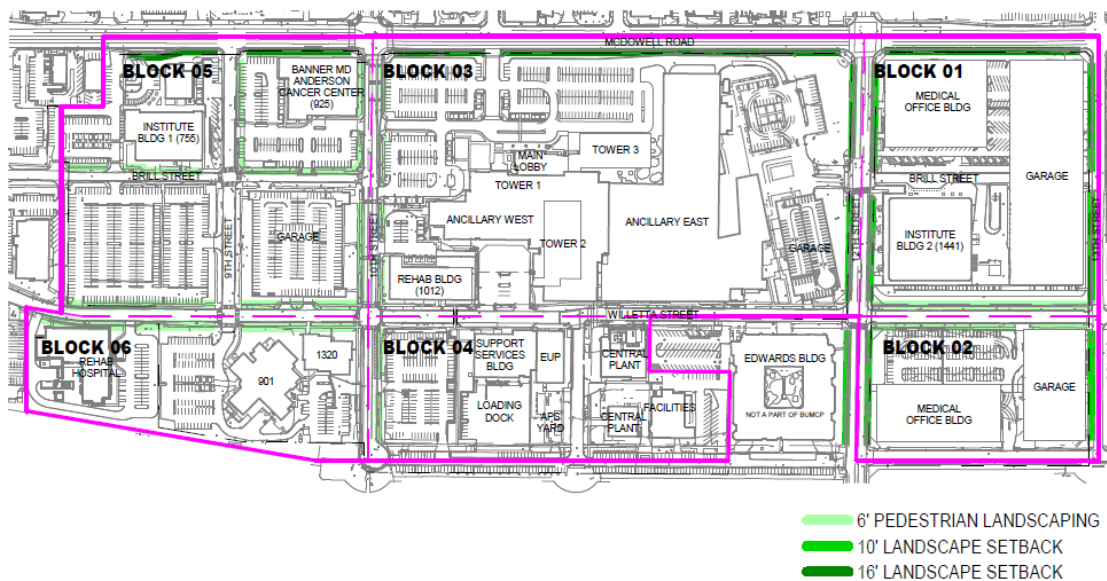 MCDOWELL ROAD
BLOCK 05
BANNER MD
ANDERSON
CANCER CENTER
(925)
BLOCK 03
BLOCK 01
MEDICAL
OFFICE BLDG
INSTITUTE
BLDG 1 (755)
MAIN
LOBBY
TOWER 3
BRILL STREET
TOWER 1
BRILL STREET
GARAGE
ANCILLARY WEST
ANCILLARY EAST
TOWER 2
GARAGE
9TH STREET
10TH STREET
GARAGE
12TH STREET
INSTITUTE
BLDG 2 (1441)
13TH STREET
REHAB BLDG
(1012)
WILLETTA STREET
BLOCK 06
REHAB
HOSPITAL
1320
901
BLOCK 04
SUPPORT
SERVICES
BLDG
EUP
LOADING
DOCK
APS
YARD
CENTRAL
PLANT
CENTRAL
PLANT
FACILITIES
EDWARDS BLDG
NOT A PART OF BUMCP
BLOCK 02
MEDICAL
OFFICE BLDG
GARAGE
6' PEDESTRIAN LANDSCAPING
10' LANDSCAPE SETBACK
16' LANDSCAPE SETBACK